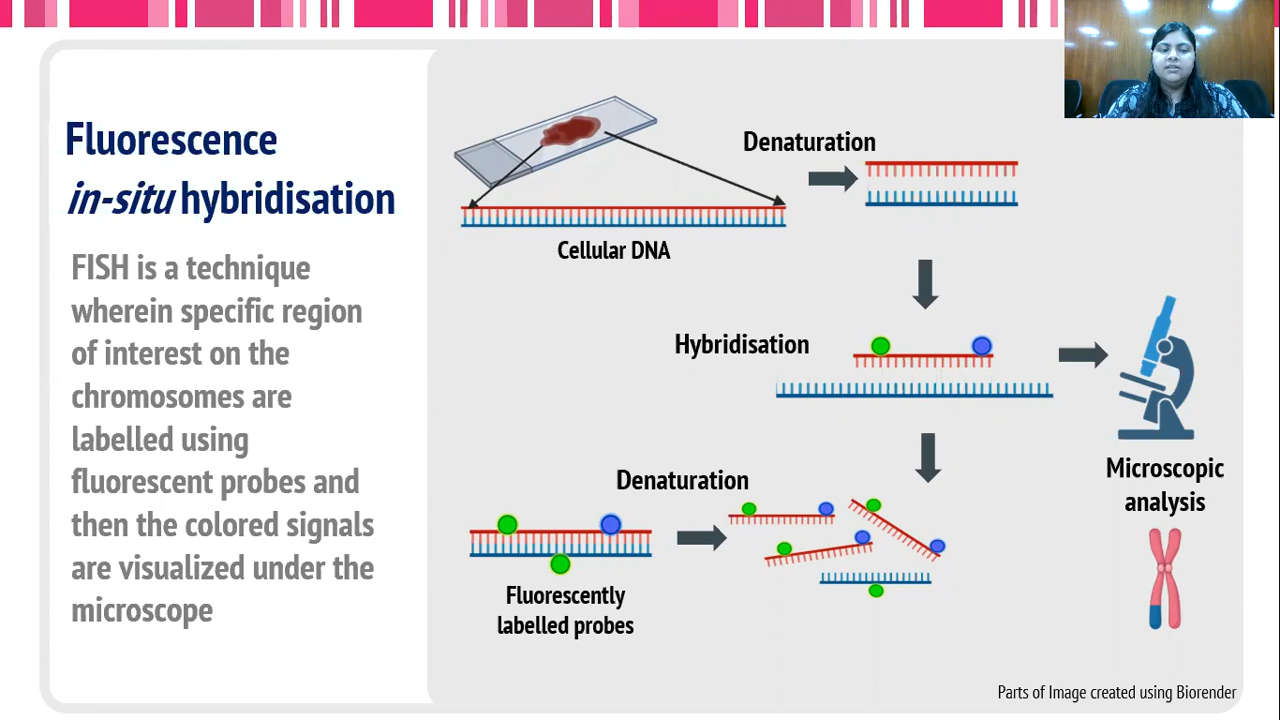 Fluorescence
in-situ hybridisation
FISH is a technique
wherein specific region
of interest on the
chromosomes are
labelled using
fluorescent probes and
then the colored signals
are visualized under the
microscope
Denaturation
Cellular DNA
Hybridisation
Denaturation
Fluorescently
labelled probes
Microscopic
analysis
Parts of Image created using Biorender